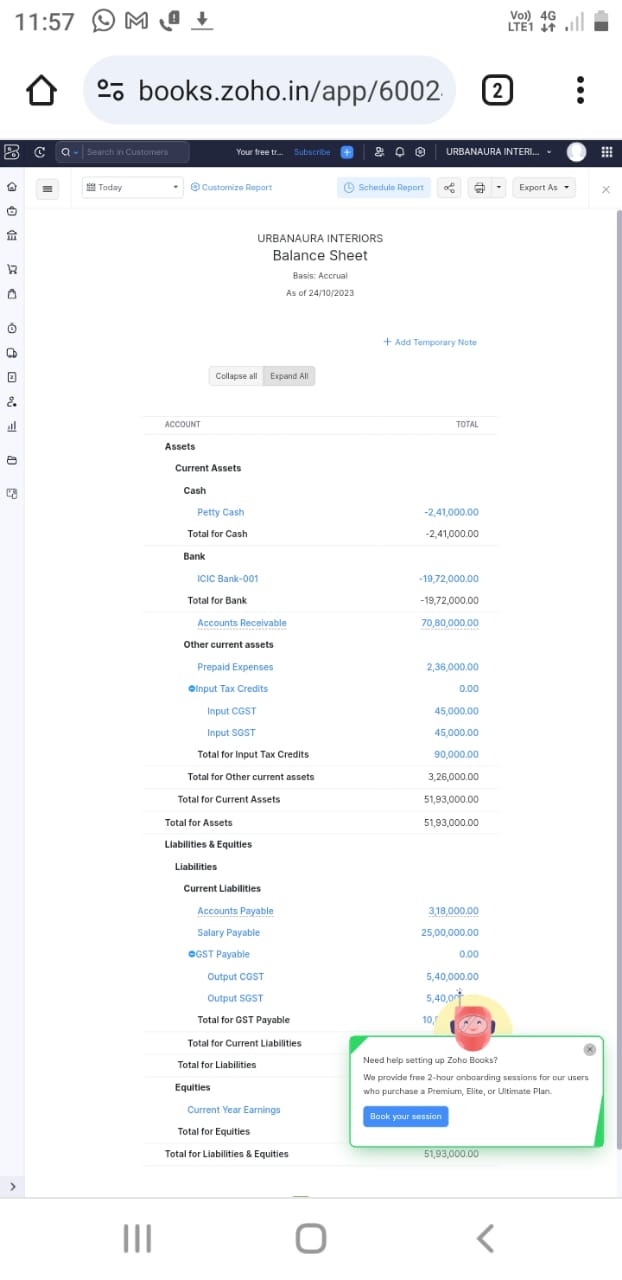 11:57
Vo)) 4G
LTE1
books.zoho.in/app/6002
2
Search in Customers
Your free tr... Subscribe
URBANAURA INTERI...
Today
Customize Report
Schedule Report
Export As
URBANAURA INTERIORS
Balance Sheet
Basis: Accrual
As of 24/10/2023
+ Add Temporary Note
Collapse all Expand All
ACCOUNT TOTAL
Assets
Current Assets
Cash
Petty Cash -2,41,000.00
Total for Cash -2,41,000.00
Bank
ICIC Bank-001 -19,72,000.00
Total for Bank -19,72,000.00
Accounts Receivable 70,80,000.00
Other current assets
Prepaid Expenses 2,36,000.00
Input Tax Credits 0.00
Input CGST 45,000.00
Input SGST 45,000.00
Total for Input Tax Credits 90,000.00
Total for Other current assets 3,26,000.00
Total for Current Assets 51,93,000.00
Total for Assets 51,93,000.00
Liabilities & Equities
Liabilities
Current Liabilities
Accounts Payable 3,18,000.00
Salary Payable 25,00,000.00
GST Payable 0.00
Output CGST 5,40,000.00
Output SGST 5,40,
Total for GST Payable 10,
Total for Current Liabilities
Total for Liabilities
Equities
Current Year Earnings
Total for Equities
Total for Liabilities & Equities 51,93,000.00
Need help setting up Zoho Books?
We provide free 2-hour onboarding sessions for our users
who purchase a Premium, Elite, or Ultimate Plan.
Book your session